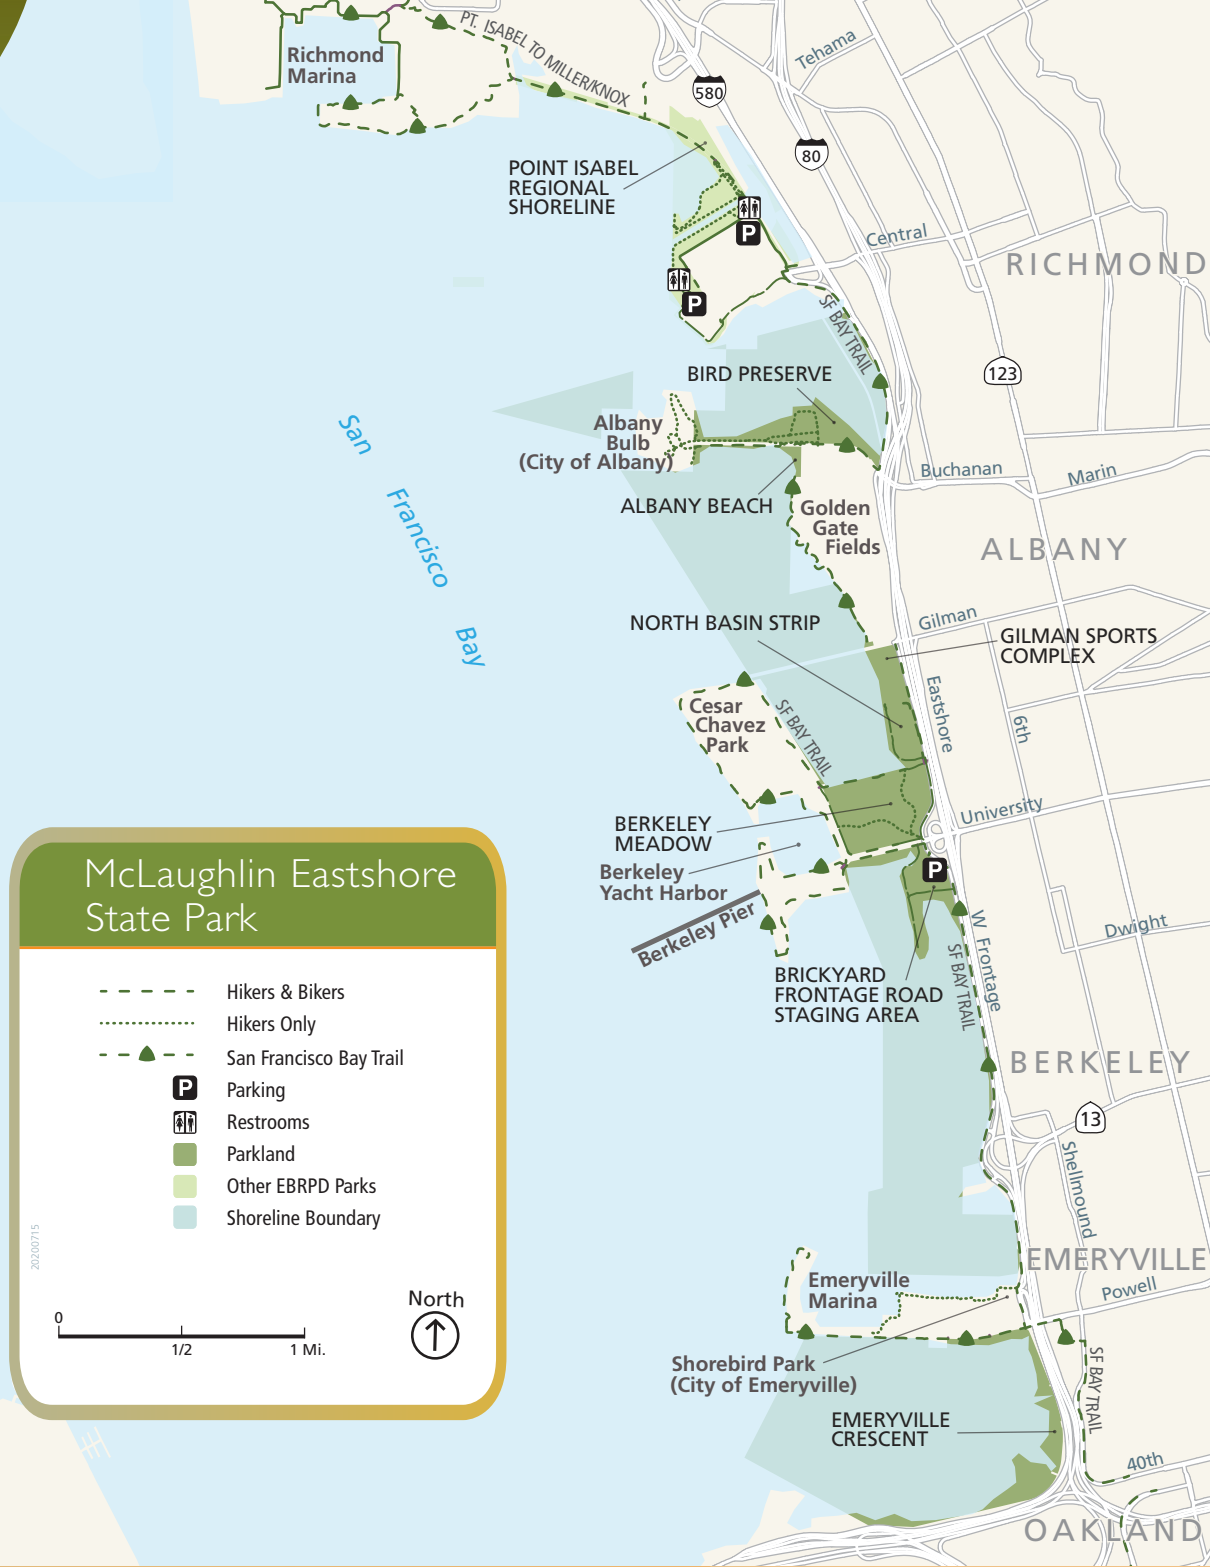 Richmond
Marina
PT. ISABEL TO MILLER/KNOX
580
80
Tehama
POINT ISABEL
REGIONAL
SHORELINE
P
P
Central
RICHMOND
SF BAY TRAIL
123
BIRD PRESERVE
Albany
Bulb
(City of Albany)
San
Francisco
Bay
Buchanan
Marin
ALBANY BEACH
Golden
Gate
Fields
ALBANY
NORTH BASIN STRIP
Gilman
GILMAN SPORTS
COMPLEX
Cesar
Chavez
Park
SF BAY TRAIL
Eastshore
6th
University
BERKELEY
MEADOW
Berkeley
Yacht Harbor
Berkeley Pier
P
W Frontage
Dwight
SF BAY TRAIL
BRICKYARD
FRONTAGE ROAD
STAGING AREA
BERKELEY
13
Shellmound
EMERYVILLE
Emeryville
Marina
Powell
Shorebird Park
(City of Emeryville)
SF BAY TRAIL
EMERYVILLE
CRESCENT
40th
OAKLAND
McLaughlin Eastshore
State Park
Hikers & Bikers
Hikers Only
San Francisco Bay Trail
P
Parking
Restrooms
Parkland
Other EBRPD Parks
Shoreline Boundary
20200715
North
0
1/2
1 Mi.